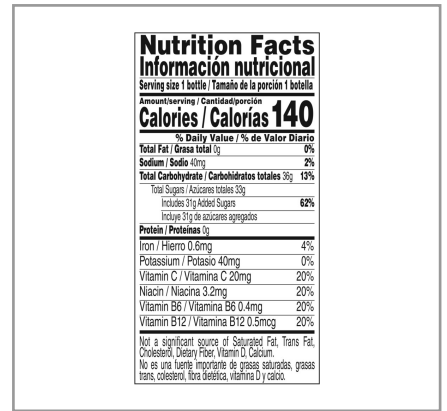 Nutrition Facts
Información nutricional
Serving size 1 bottle / Tamaño de la porción 1 botella
Amount/serving / Cantidad/porción
Calories / Calorías 140
% Daily Value / % de Valor Diario
Total Fat / Grasa total 0g 0%
Sodium / Sodio 40mg 2%
Total Carbohydrate / Carbohidratos totales 36g 13%
Total Sugars / Azúcares totales 33g
Includes 31g Added Sugars 62%
Incluye 31g de azúcares agregados
Protein / Proteínas 0g
Iron / Hierro 0.6mg 4%
Potassium / Potasio 40mg 0%
Vitamin C / Vitamina C 20mg 20%
Niacin / Niacina 3.2mg 20%
Vitamin B6 / Vitamina B6 0.4mg 20%
Vitamin B12 / Vitamina B12 0.5mcg 20%
Not a significant source of Saturated Fat, Trans Fat,
Cholesterol, Dietary Fiber, Vitamin D, Calcium.
No es una fuente importante de grasas saturadas, grasas
trans, colesterol, fibra dietética, vitamina D y calcio.